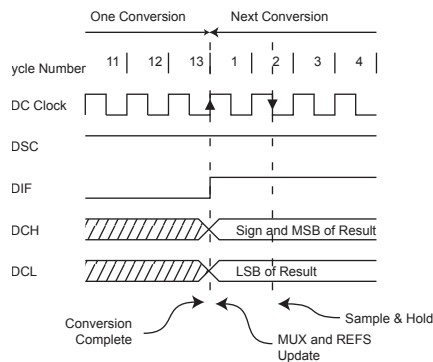 One Conversion Next Conversion
ycle Number 11 12 13 1 2 3 4
DC Clock
DSC
DIF
DCH Sign and MSB of Result
DCL LSB of Result
Sample & Hold
Conversion
Complete
MUX and REFS
Update